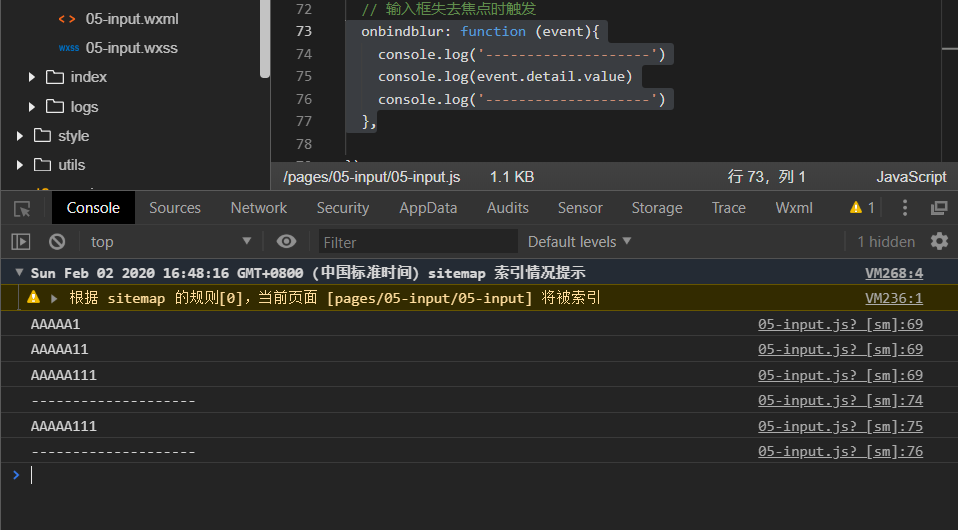 05-input.wxml
wxss 05-input.wxss
index
logs
style
utils
72 // 输入框失去焦点时触发
73 onbindblur: function (event){
74 console.log('--------------------')
75 console.log(event.detail.value)
76 console.log('--------------------')
77 },
78
/pages/05-input/05-input.js 1.1 KB 行 73，列 1 JavaScript
Console Sources Network Security AppData Audits Sensor Storage Trace Wxml 1
top Filter Default levels 1 hidden
Sun Feb 02 2020 16:48:16 GMT+0800 (中国标准时间) sitemap 索引情况提示 VM268:4
根据 sitemap 的规则[0]，当前页面 [pages/05-input/05-input] 将被索引 VM236:1
AAAAA1 05-input.js? [sm]:69
AAAAA11 05-input.js? [sm]:69
AAAAA111 05-input.js? [sm]:69
-------------------- 05-input.js? [sm]:74
AAAAA111 05-input.js? [sm]:75
-------------------- 05-input.js? [sm]:76